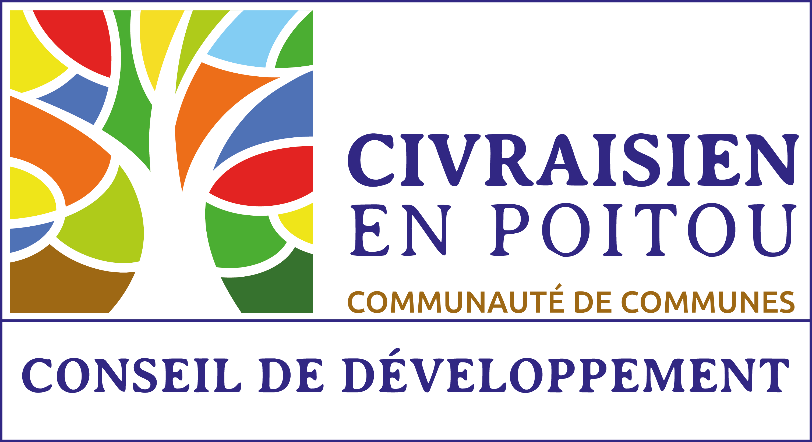 CIVRAISIEN
EN POITOU
COMMUNAUTÉ DE COMMUNES
CONSEIL DE DÉVELOPPEMENT